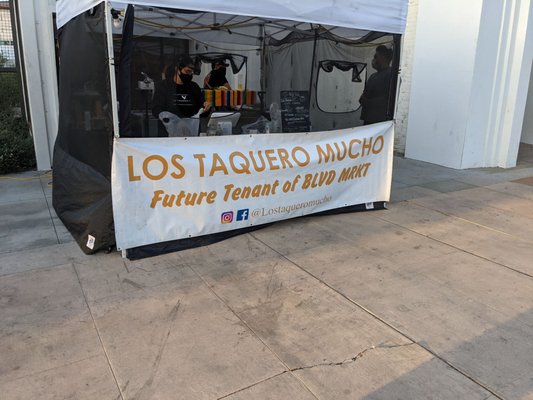 LOS TAQUERO MUCHO
Future Tenant of BLVD MRKT
@Lostaqueromucho